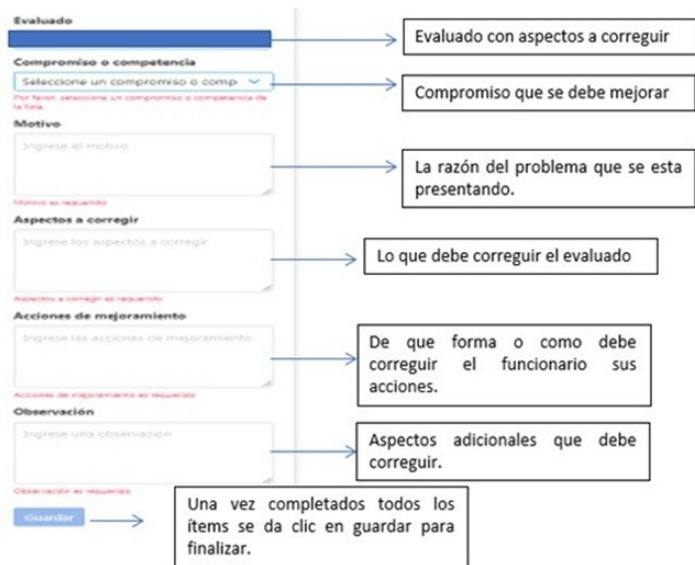 Evaluado
Evaluado con aspectos a correguir
Compromiso o competencia
Seleccione un compromiso o comp
Por favor, seleccione un compromiso o competencia de
la lista.
Compromiso que se debe mejorar
Motivo
Ingrese el motivo
Motivo es requerido
La razón del problema que se esta
presentando.
Aspectos a corregir
Ingrese los aspectos a corregir
Aspectos a corregir es requerido
Lo que debe correguir el evaluado
Acciones de mejoramiento
Ingrese las acciones de mejoramiento
Acciones de mejoramiento es requerido
De que forma o como debe
correguir el funcionario sus
acciones.
Observación
Ingrese una observación
Observación es requerido
Aspectos adicionales que debe
correguir.
Guardar
Una vez completados todos los
ítems se da clic en guardar para
finalizar.